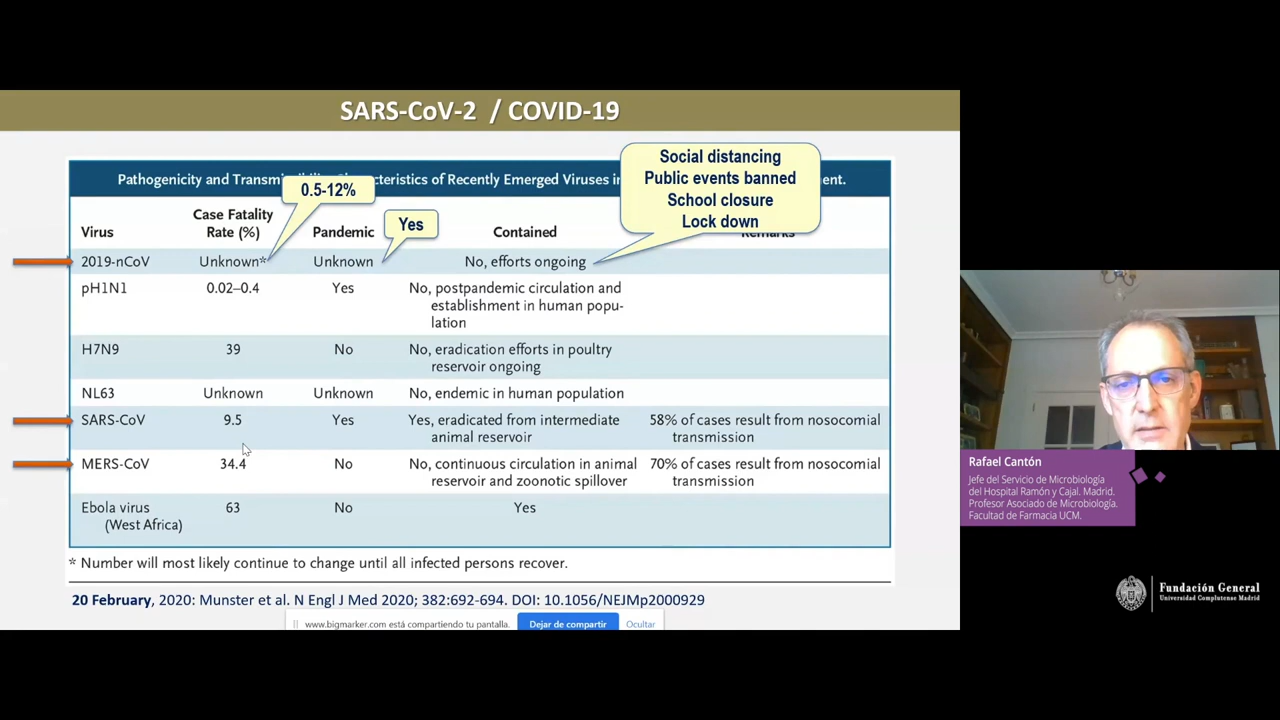 SARS-CoV-2 / COVID-19
Pathogenicity and Transmissibility Characteristics of Recently Emerged Viruses in ment.
0.5-12%
Yes
Social distancing
Public events banned
School closure
Lock down
Virus
Case Fatality
Rate (%)
Pandemic
Contained
Remarks
2019-nCoV Unknown* Unknown No, efforts ongoing
pH1N1 0.02–0.4 Yes No, postpandemic circulation and
establishment in human popu-
lation
H7N9 39 No No, eradication efforts in poultry
reservoir ongoing
NL63 Unknown Unknown No, endemic in human population
SARS-CoV 9.5 Yes Yes, eradicated from intermediate 58% of cases result from nosocomial
animal reservoir transmission
MERS-CoV 34.4 No No, continuous circulation in animal 70% of cases result from nosocomial
reservoir and zoonotic spillover transmission
Ebola virus 63 No Yes
(West Africa)
* Number will most likely continue to change until all infected persons recover.
20 February, 2020: Munster et al. N Engl J Med 2020; 382:692-694. DOI: 10.1056/NEJMp2000929
www.bigmarker.com está compartiendo tu pantalla. Dejar de compartir Ocultar
Rafael Cantón
Jefe del Servicio de Microbiología
del Hospital Ramón y Cajal. Madrid.
Profesor Asociado de Microbiología.
Facultad de Farmacia UCM.
Fundación General
Universidad Complutense Madrid